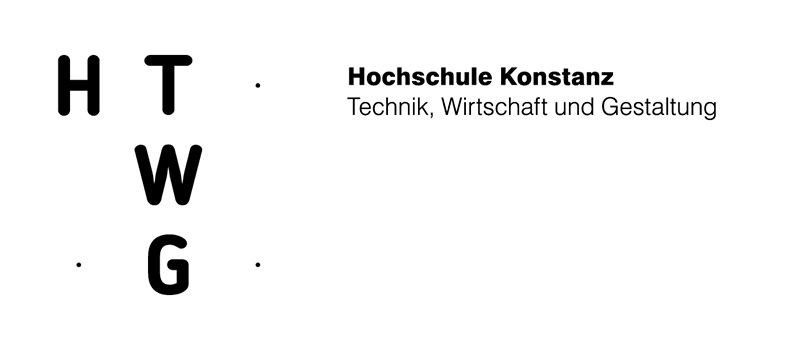 H T
W
G
Hochschule Konstanz
Technik, Wirtschaft und Gestaltung